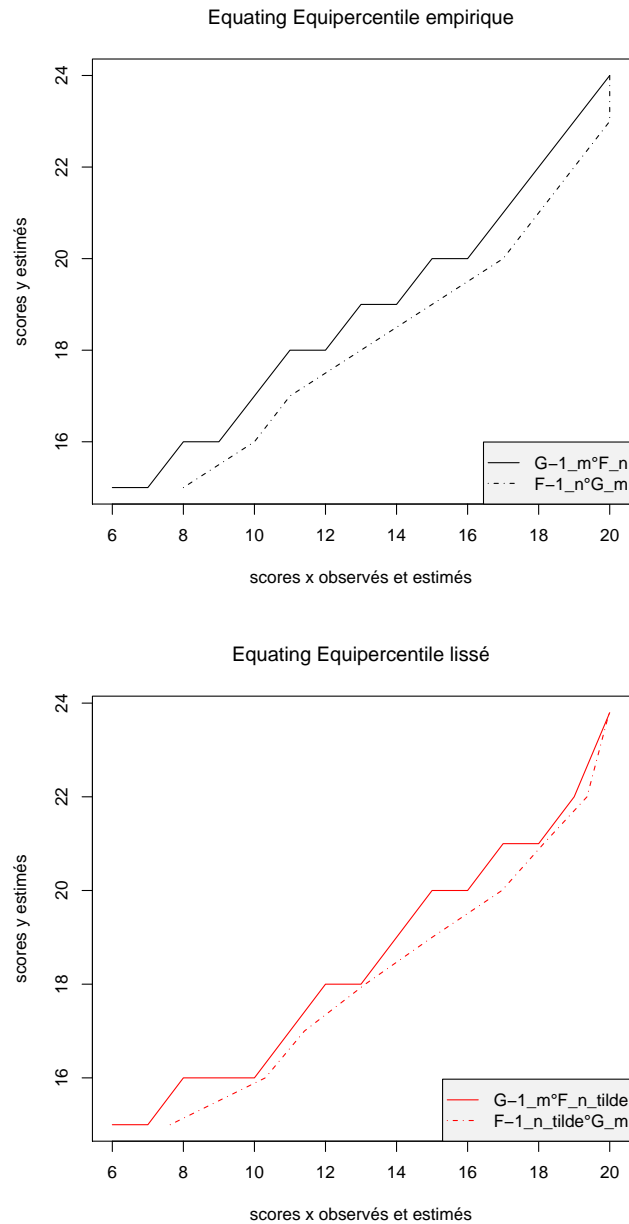 Equating Equipercentile empirique
24
22
20
18
16
scores y estimés
6 8 10 12 14 16 18 20
scores x observés et estimés
G−1_m°F_n
F−1_n°G_m
Equating Equipercentile lissé
24
22
20
18
16
scores y estimés
6 8 10 12 14 16 18 20
scores x observés et estimés
G−1_m°F_n_tilde
F−1_n_tilde°G_m